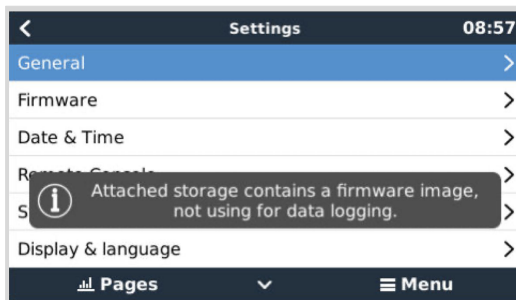 Settings
08:57
General
Firmware
Date & Time
Attached storage contains a firmware image,
not using for data logging.
Display & language
Pages
Menu